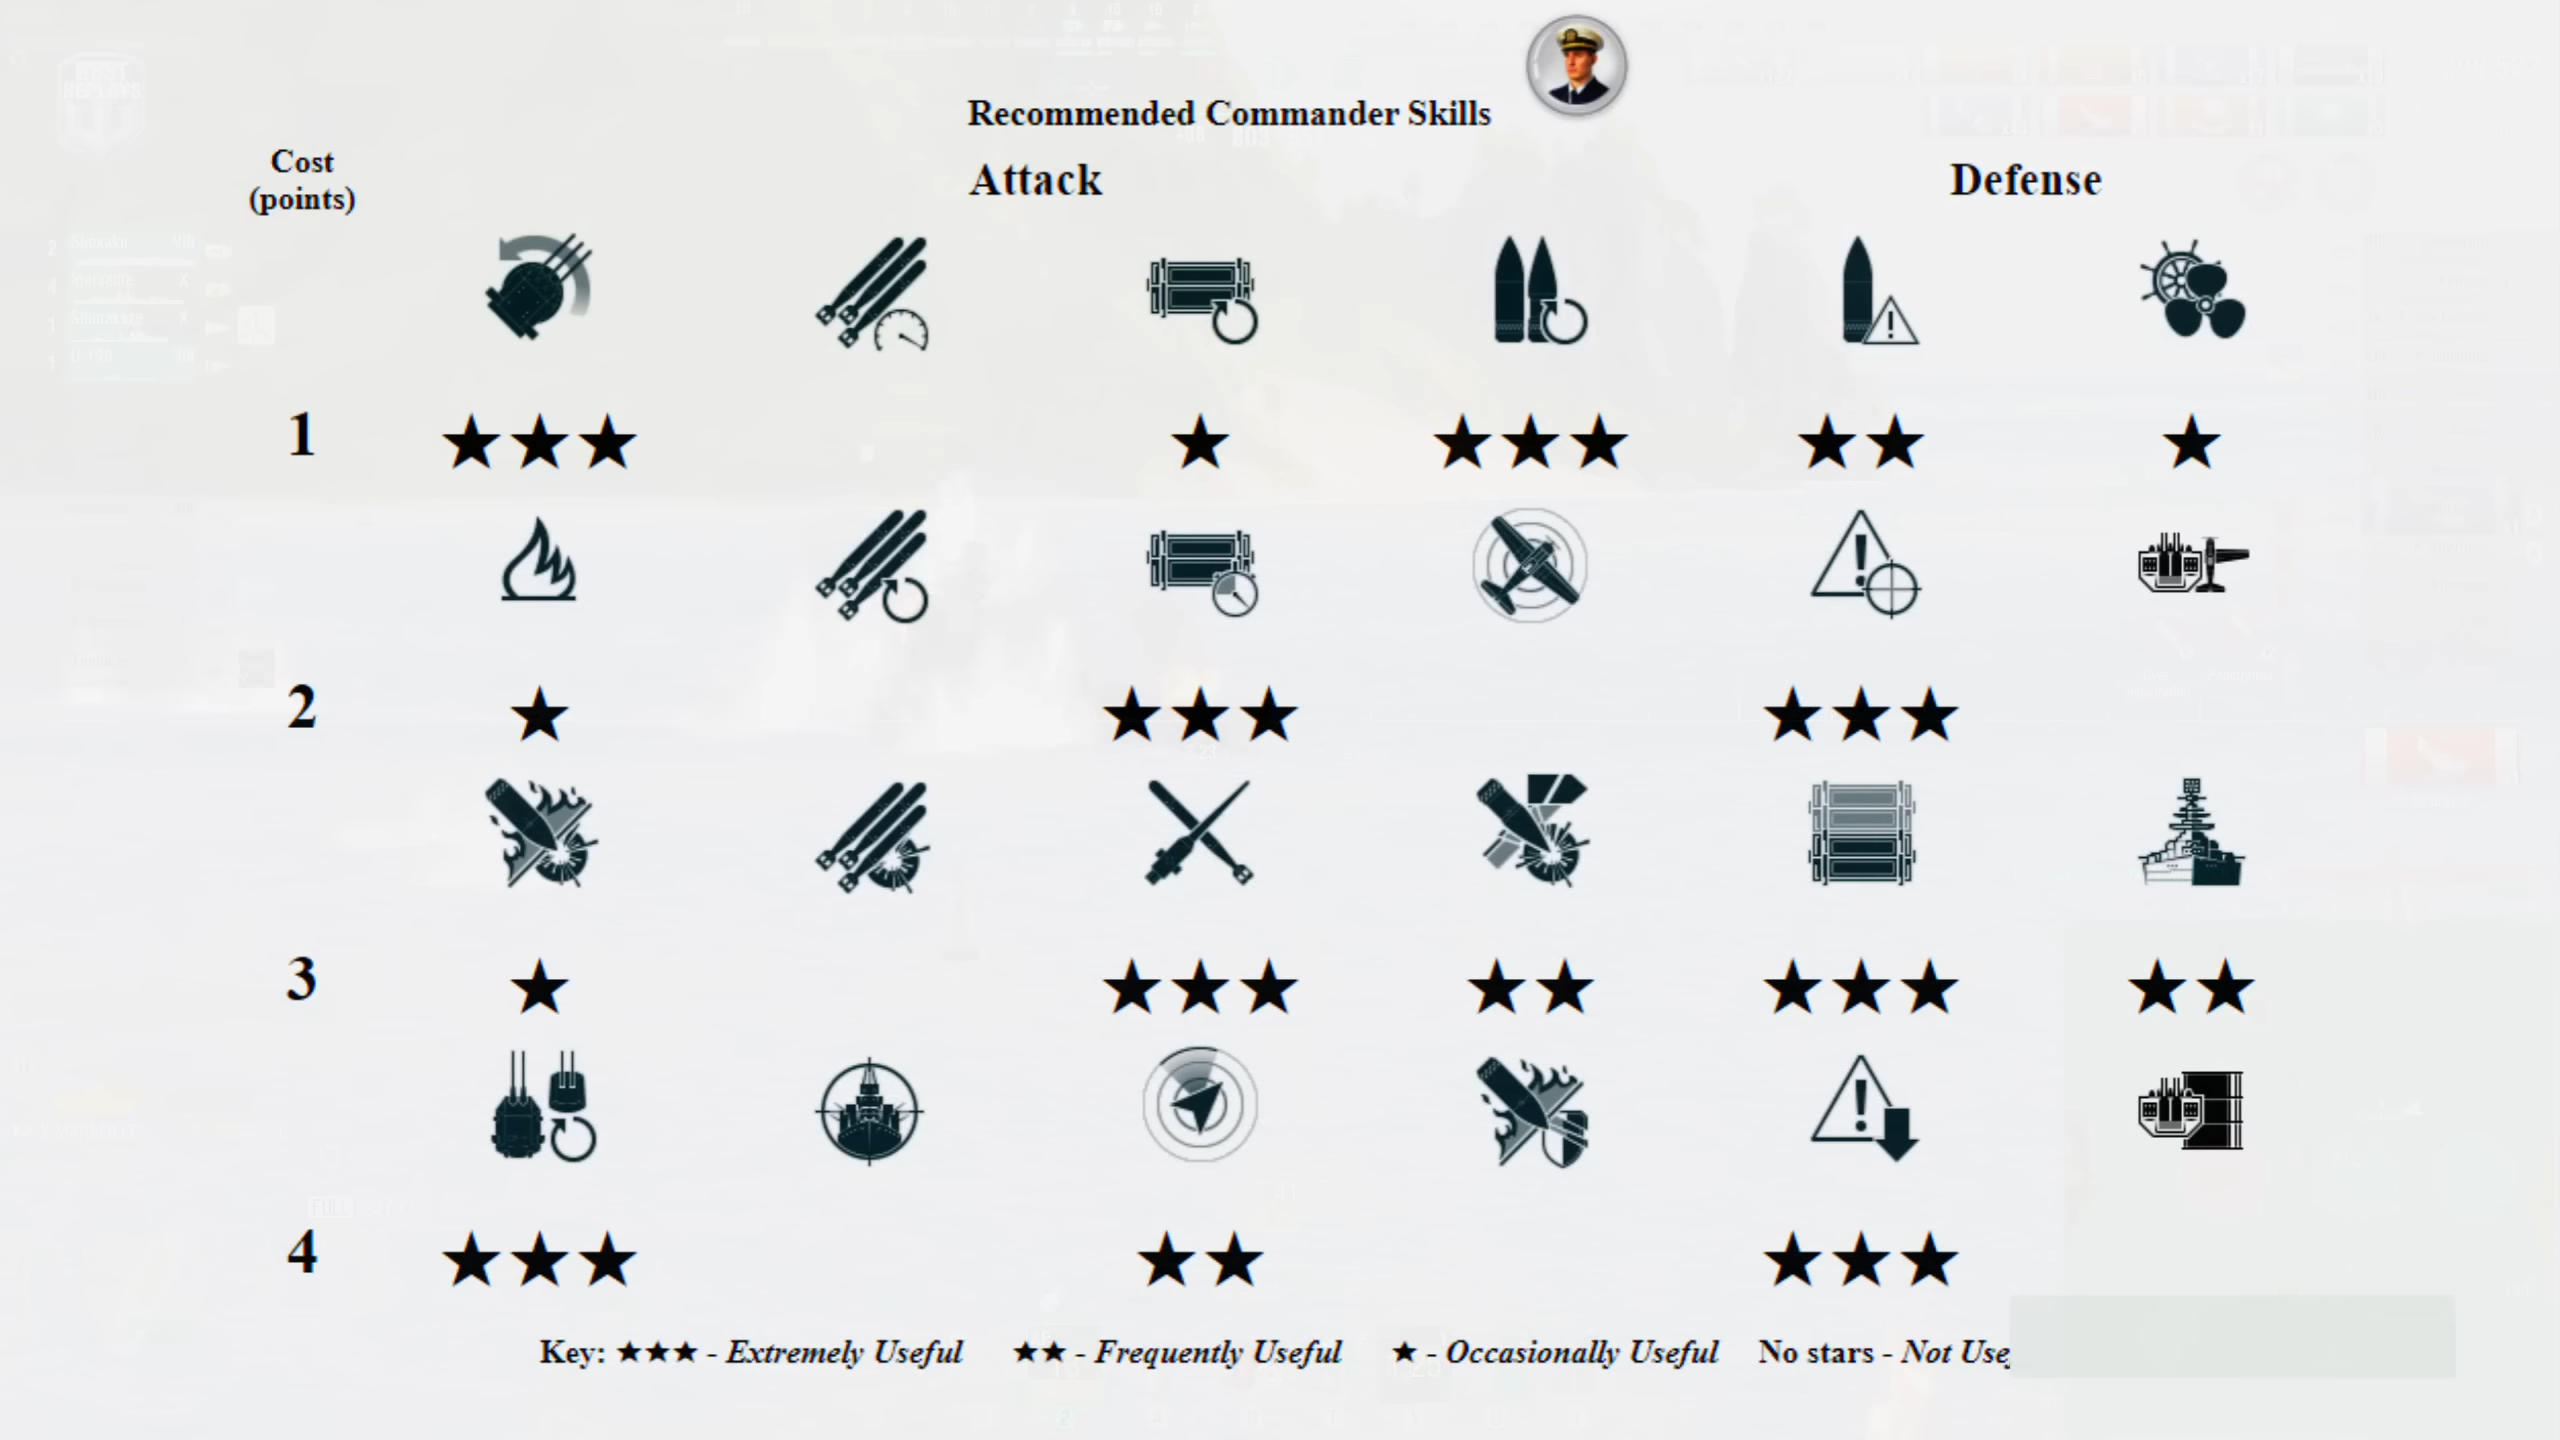 Recommended Commander Skills
Cost
(points)
Attack
Defense
1
★★★ ★ ★★★ ★★ ★
2
★ ★★★ ★★★
3
★ ★★★ ★★ ★★★ ★★
4
★★★ ★★ ★★★
Key: ★★★ - Extremely Useful ★★ - Frequently Useful ★ - Occasionally Useful No stars - Not